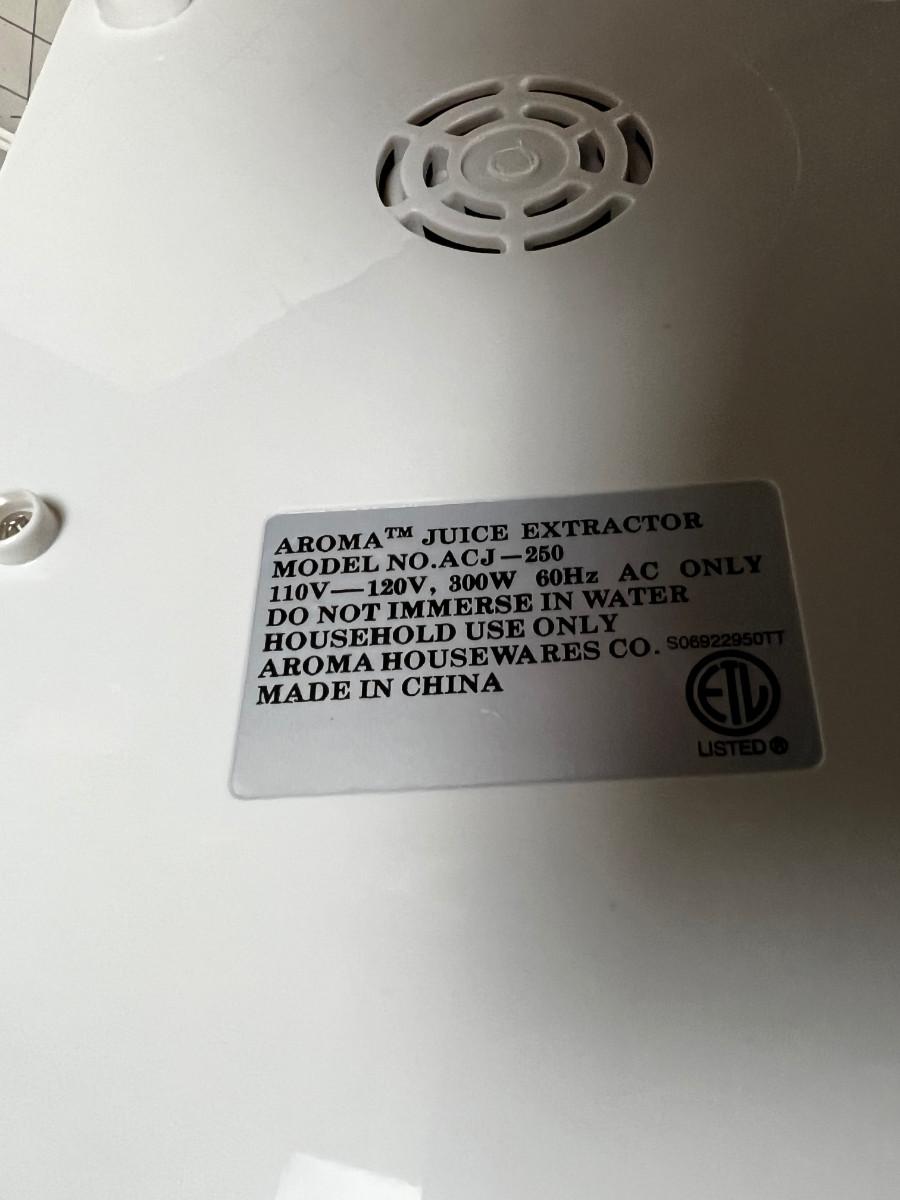 AROMA™ JUICE EXTRACTOR
MODEL NO.ACJ—250
110V—120V, 300W 60Hz AC ONLY
DO NOT IMMERSE IN WATER
HOUSEHOLD USE ONLY
AROMA HOUSEWARES CO. S06922950TT
MADE IN CHINA
ETL
LISTED®